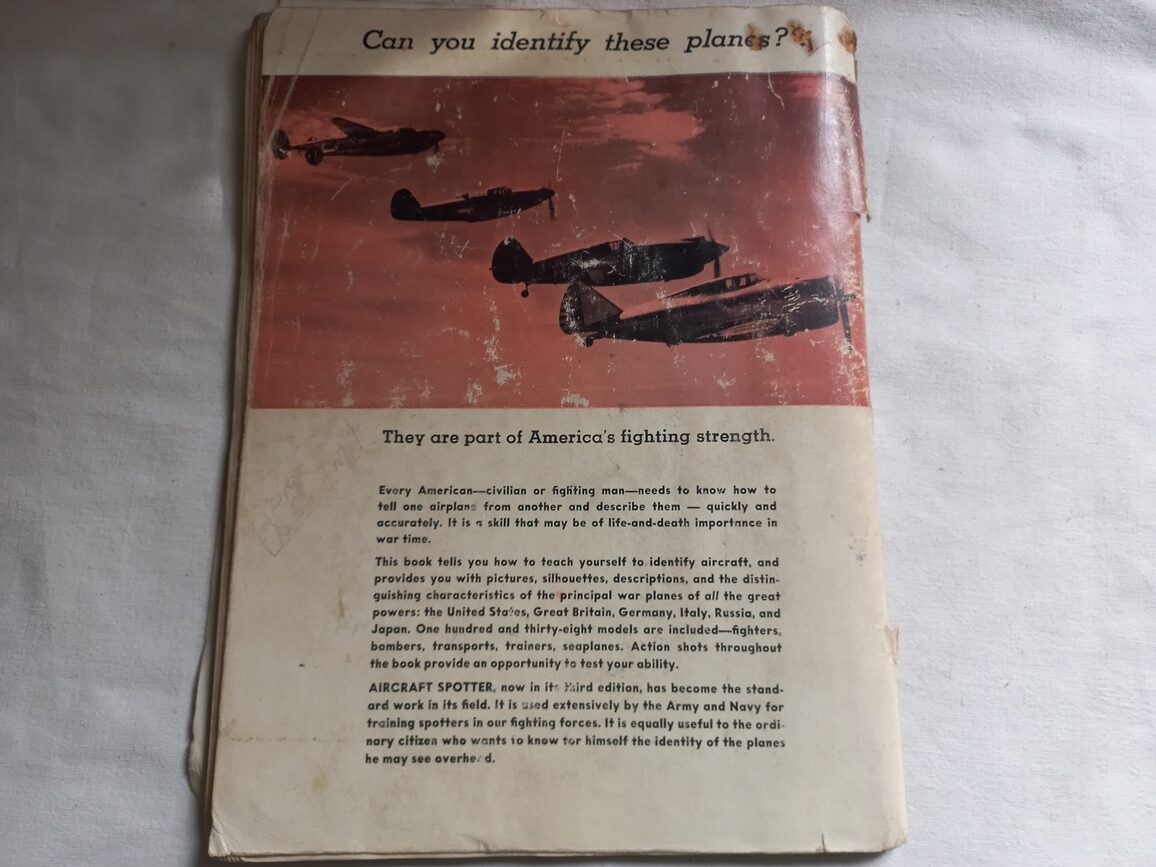 Can you identify these planes?
They are part of America's fighting strength.
Every American—civilian or fighting man—needs to know how to
tell one airplane from another and describe them — quickly and
accurately. It is a skill that may be of life-and-death importance in
war time.
This book tells you how to teach yourself to identify aircraft, and
provides you with pictures, silhouettes, descriptions, and the distin-
guishing characteristics of the principal war planes of all the great
powers: the United States, Great Britain, Germany, Italy, Russia, and
Japan. One hundred and thirty-eight models are included—fighters,
bombers, transports, trainers, seaplanes. Action shots throughout
the book provide an opportunity to test your ability.
AIRCRAFT SPOTTER, now in its third edition, has become the stand-
ard work in its field. It is used extensively by the Army and Navy for
training spotters in our fighting forces. It is equally useful to the ordi-
nary citizen who wants to know for himself the identity of the planes
he may see overhead.